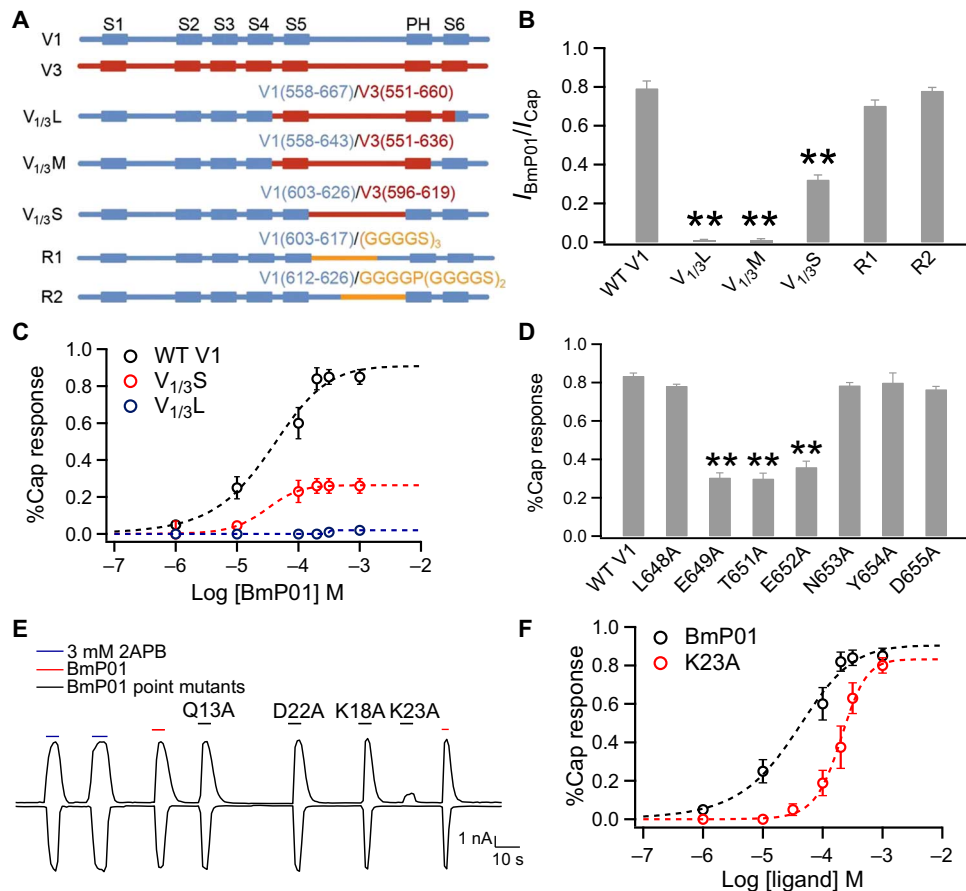 A
S1 S2 S3 S4 S5 PH S6
V1
V3
V1(558-667)/V3(551-660)
V1/3L
V1(558-643)/V3(551-636)
V1/3M
V1(603-626)/V3(596-619)
V1/3S
V1(603-617)/(GGGGS)3
R1
V1(612-626)/GGGGP(GGGGS)2
R2
B
IBmP01/ICap
0.8
0.4
0.0
** ** **
WT V1 V1/3L V1/3M V1/3S R1 R2
C
WT V1
V1/3S
V1/3L
%Cap response
1.0
0.8
0.6
0.4
0.2
0.0
−7 −6 −5 −4 −3 −2
Log [BmP01] M
D
%Cap response
1.0
0.8
0.6
0.4
0.2
0.0
** ** **
WT V1 L648A E649A T651A E652A N653A Y654A D655A
E
3 mM 2APB
BmP01
BmP01 point mutants
Q13A D22A K18A K23A
1 nA
10 s
F
BmP01
K23A
%Cap response
1.0
0.8
0.6
0.4
0.2
0.0
−7 −6 −5 −4 −3 −2
Log [ligand] M